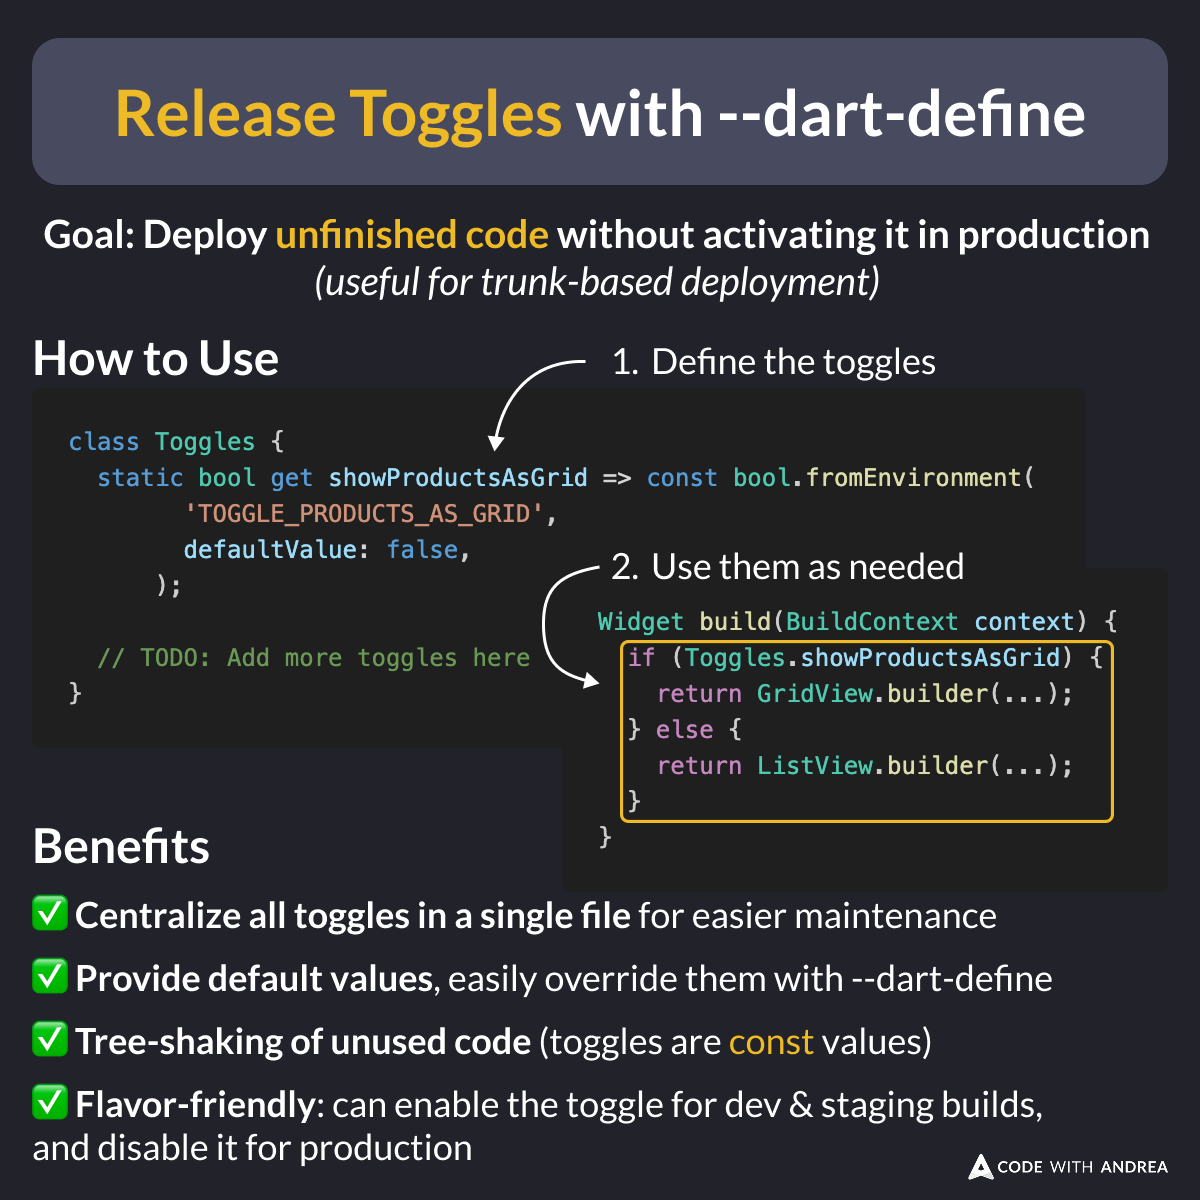 Release Toggles with --dart-define
Goal: Deploy unfinished code without activating it in production
(useful for trunk-based deployment)
How to Use
1. Define the toggles
class Toggles {
  static bool get showProductsAsGrid => const bool.fromEnvironment(
        'TOGGLE_PRODUCTS_AS_GRID',
        defaultValue: false,
      );

  // TODO: Add more toggles here
}
2. Use them as needed
Widget build(BuildContext context) {
  if (Toggles.showProductsAsGrid) {
    return GridView.builder(...);
  } else {
    return ListView.builder(...);
  }
}
Benefits
✅ Centralize all toggles in a single file for easier maintenance
✅ Provide default values, easily override them with --dart-define
✅ Tree-shaking of unused code (toggles are const values)
✅ Flavor-friendly: can enable the toggle for dev & staging builds,
and disable it for production
CODE WITH ANDREA